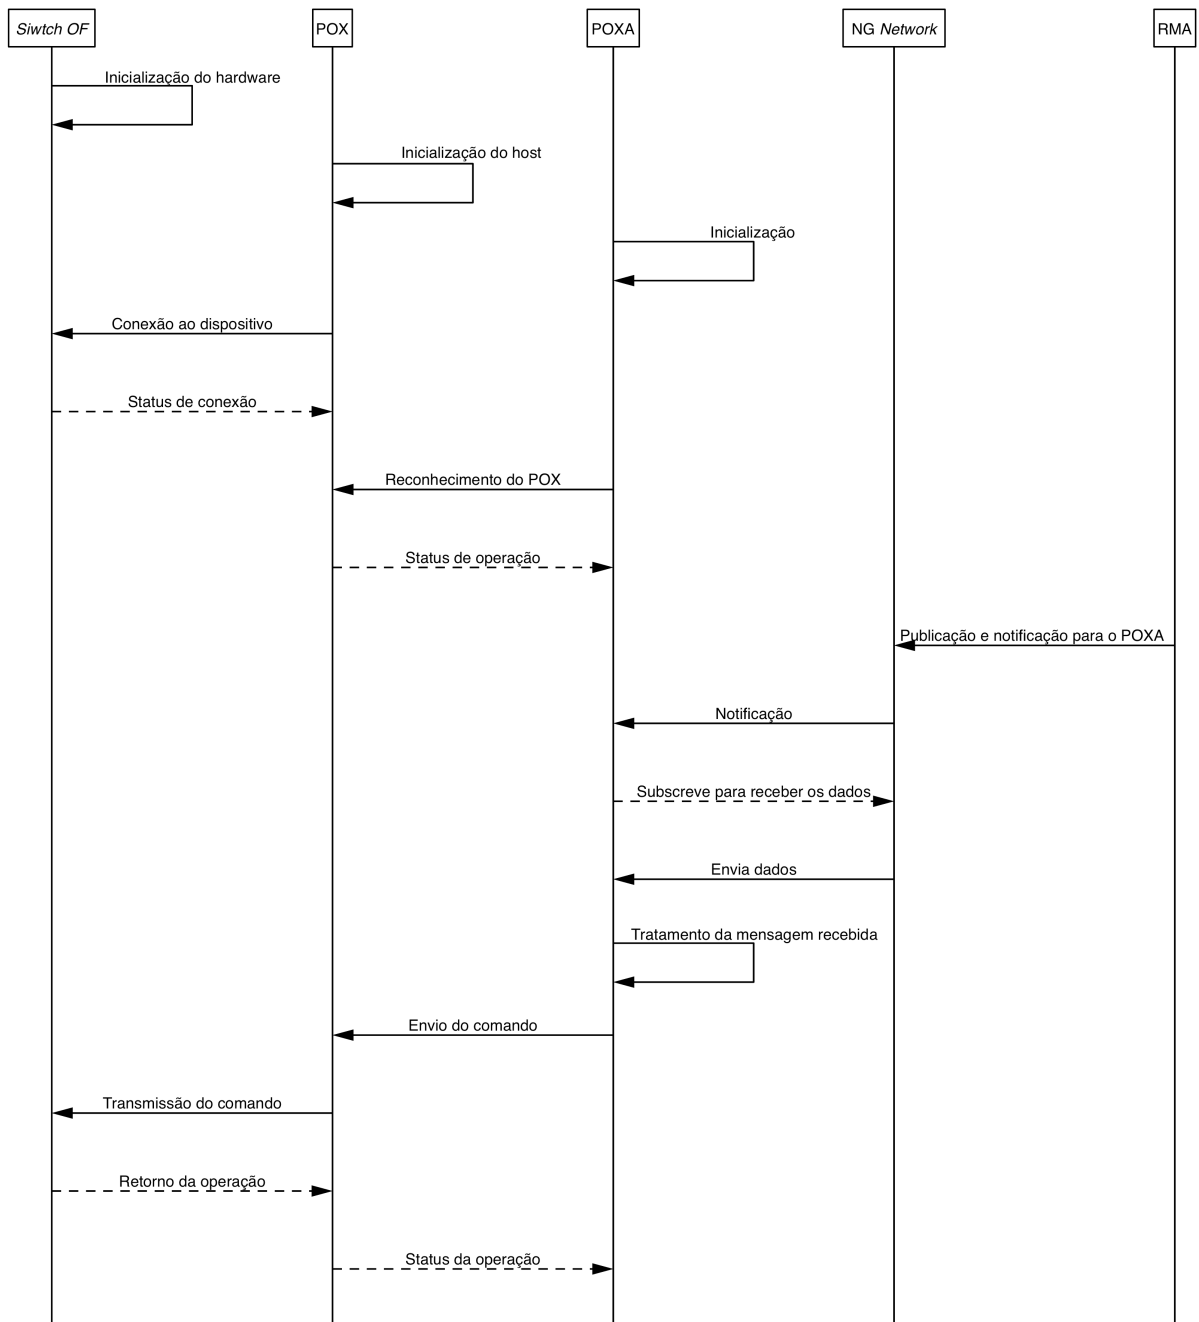 Siwtch OF
POX
POXA
NG Network
RMA
Inicialização do hardware
Inicialização do host
Inicialização
Conexão ao dispositivo
Status de conexão
Reconhecimento do POX
Status de operação
Publicação e notificação para o POXA
Notificação
Subscreve para receber os dados
Envia dados
Tratamento da mensagem recebida
Envio do comando
Transmissão do comando
Retorno da operação
Status da operação